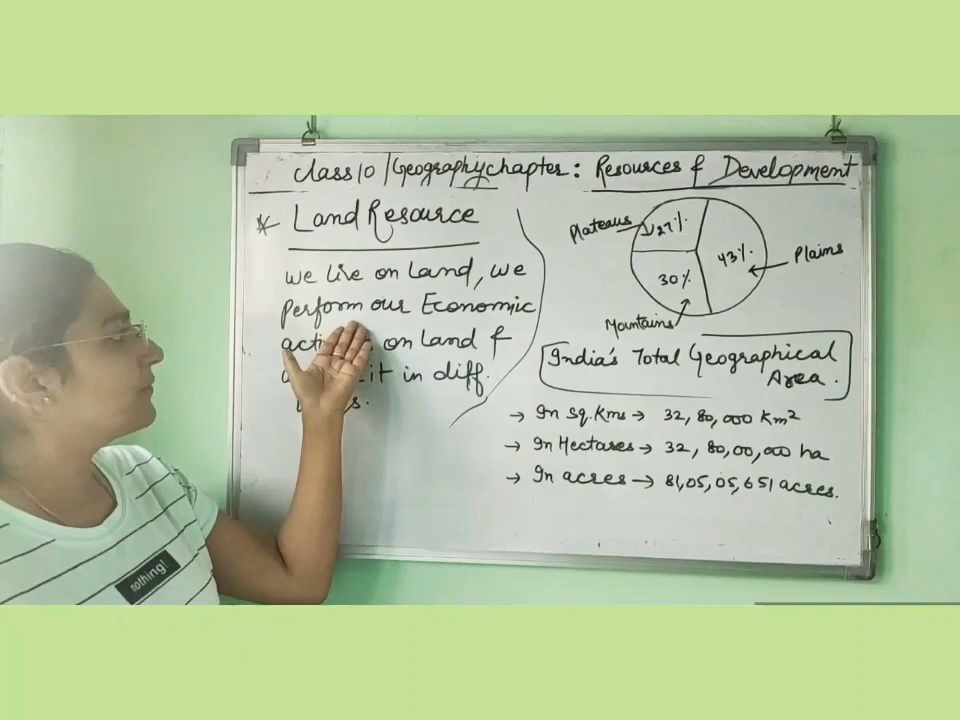 Class 10 / Geography chapter : Resources & Development
* Land Resource
we live on Land, we
perform our Economic
on Land &
it in diff.
Plateaus 27%
43% Plains
30%
Mountains
India's Total Geographical
Area.
→ In Sq. Kms → 32, 80, 000 Km²
→ In Hectares → 32, 80, 00, 000 ha
→ In acres → 81, 05, 05, 651 acres.
nothing!